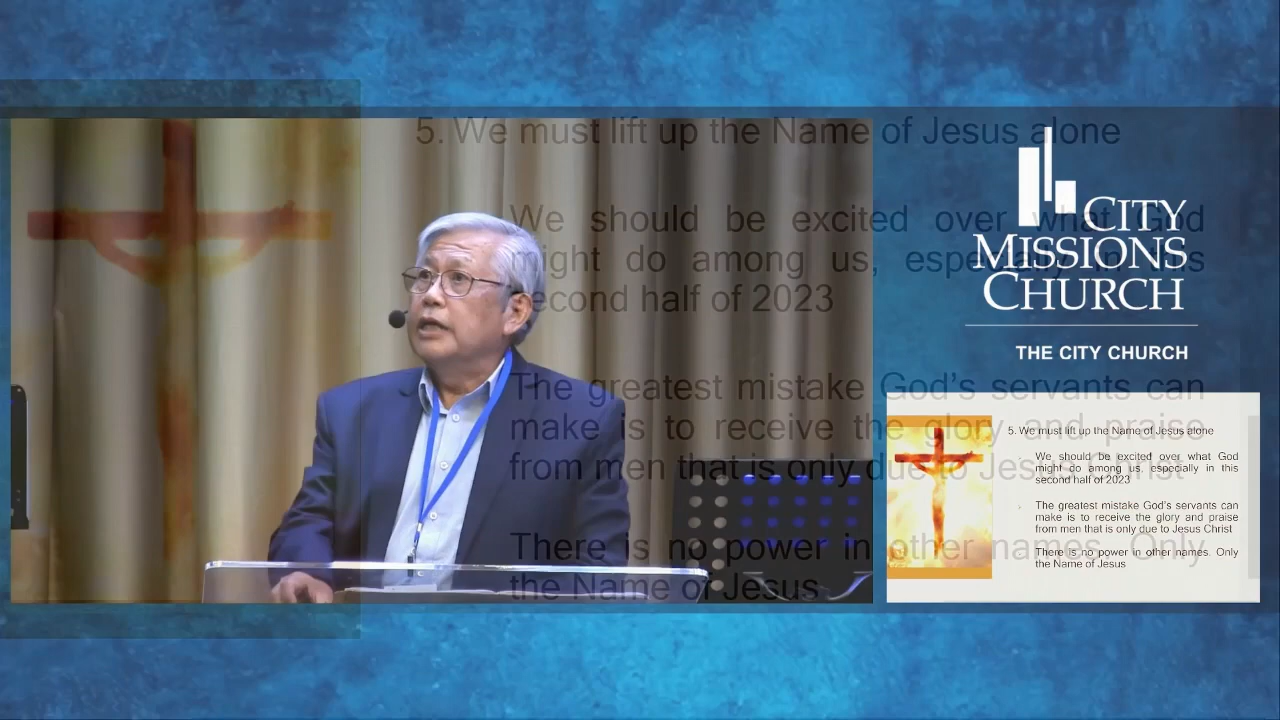 5. We must lift up the Name of Jesus alone
We should be excited over what God
might do among us, especially in this
second half of 2023
The greatest mistake God's servants can
make is to receive the glory and praise
from men that is only due to Jesus Christ
There is no power in other names. Only
the Name of Jesus
CITY
MISSIONS
CHURCH
THE CITY CHURCH
5. We must lift up the Name of Jesus alone
We should be excited over what God
might do among us, especially in this
second half of 2023
The greatest mistake God's servants can
make is to receive the glory and praise
from men that is only due to Jesus Christ
There is no power in other names. Only
the Name of Jesus